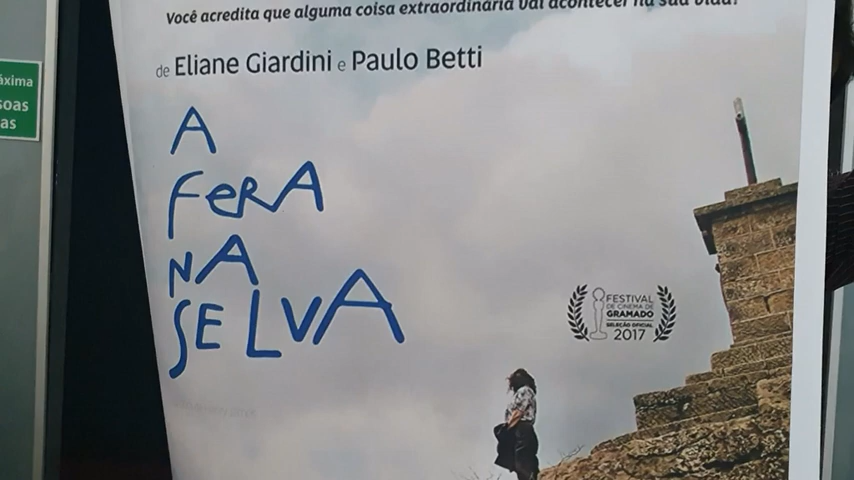 Você acredita que alguma coisa extraordinária vai acontecer na sua vida?
de Eliane Giardini e Paulo Betti
áxima
soas
as
A
FeRA
NA
SELVA
FESTIVAL
DE CINEMA DE
GRAMADO
SELEÇÃO OFICIAL
2017